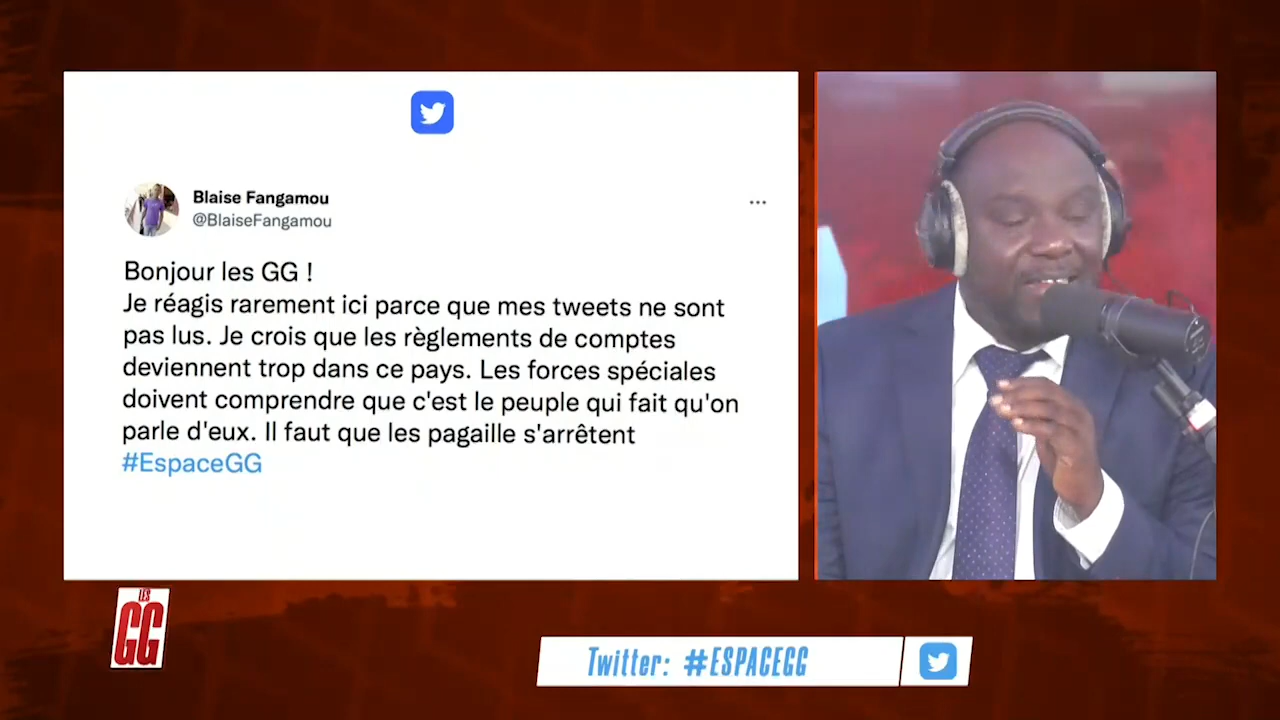 Blaise Fangamou
@BlaiseFangamou
...
Bonjour les GG !
Je réagis rarement ici parce que mes tweets ne sont
pas lus. Je crois que les règlements de comptes
deviennent trop dans ce pays. Les forces spéciales
doivent comprendre que c'est le peuple qui fait qu'on
parle d'eux. Il faut que les pagaille s'arrêtent
#EspaceGG
LES
GG
Twitter: #ESPACEGG